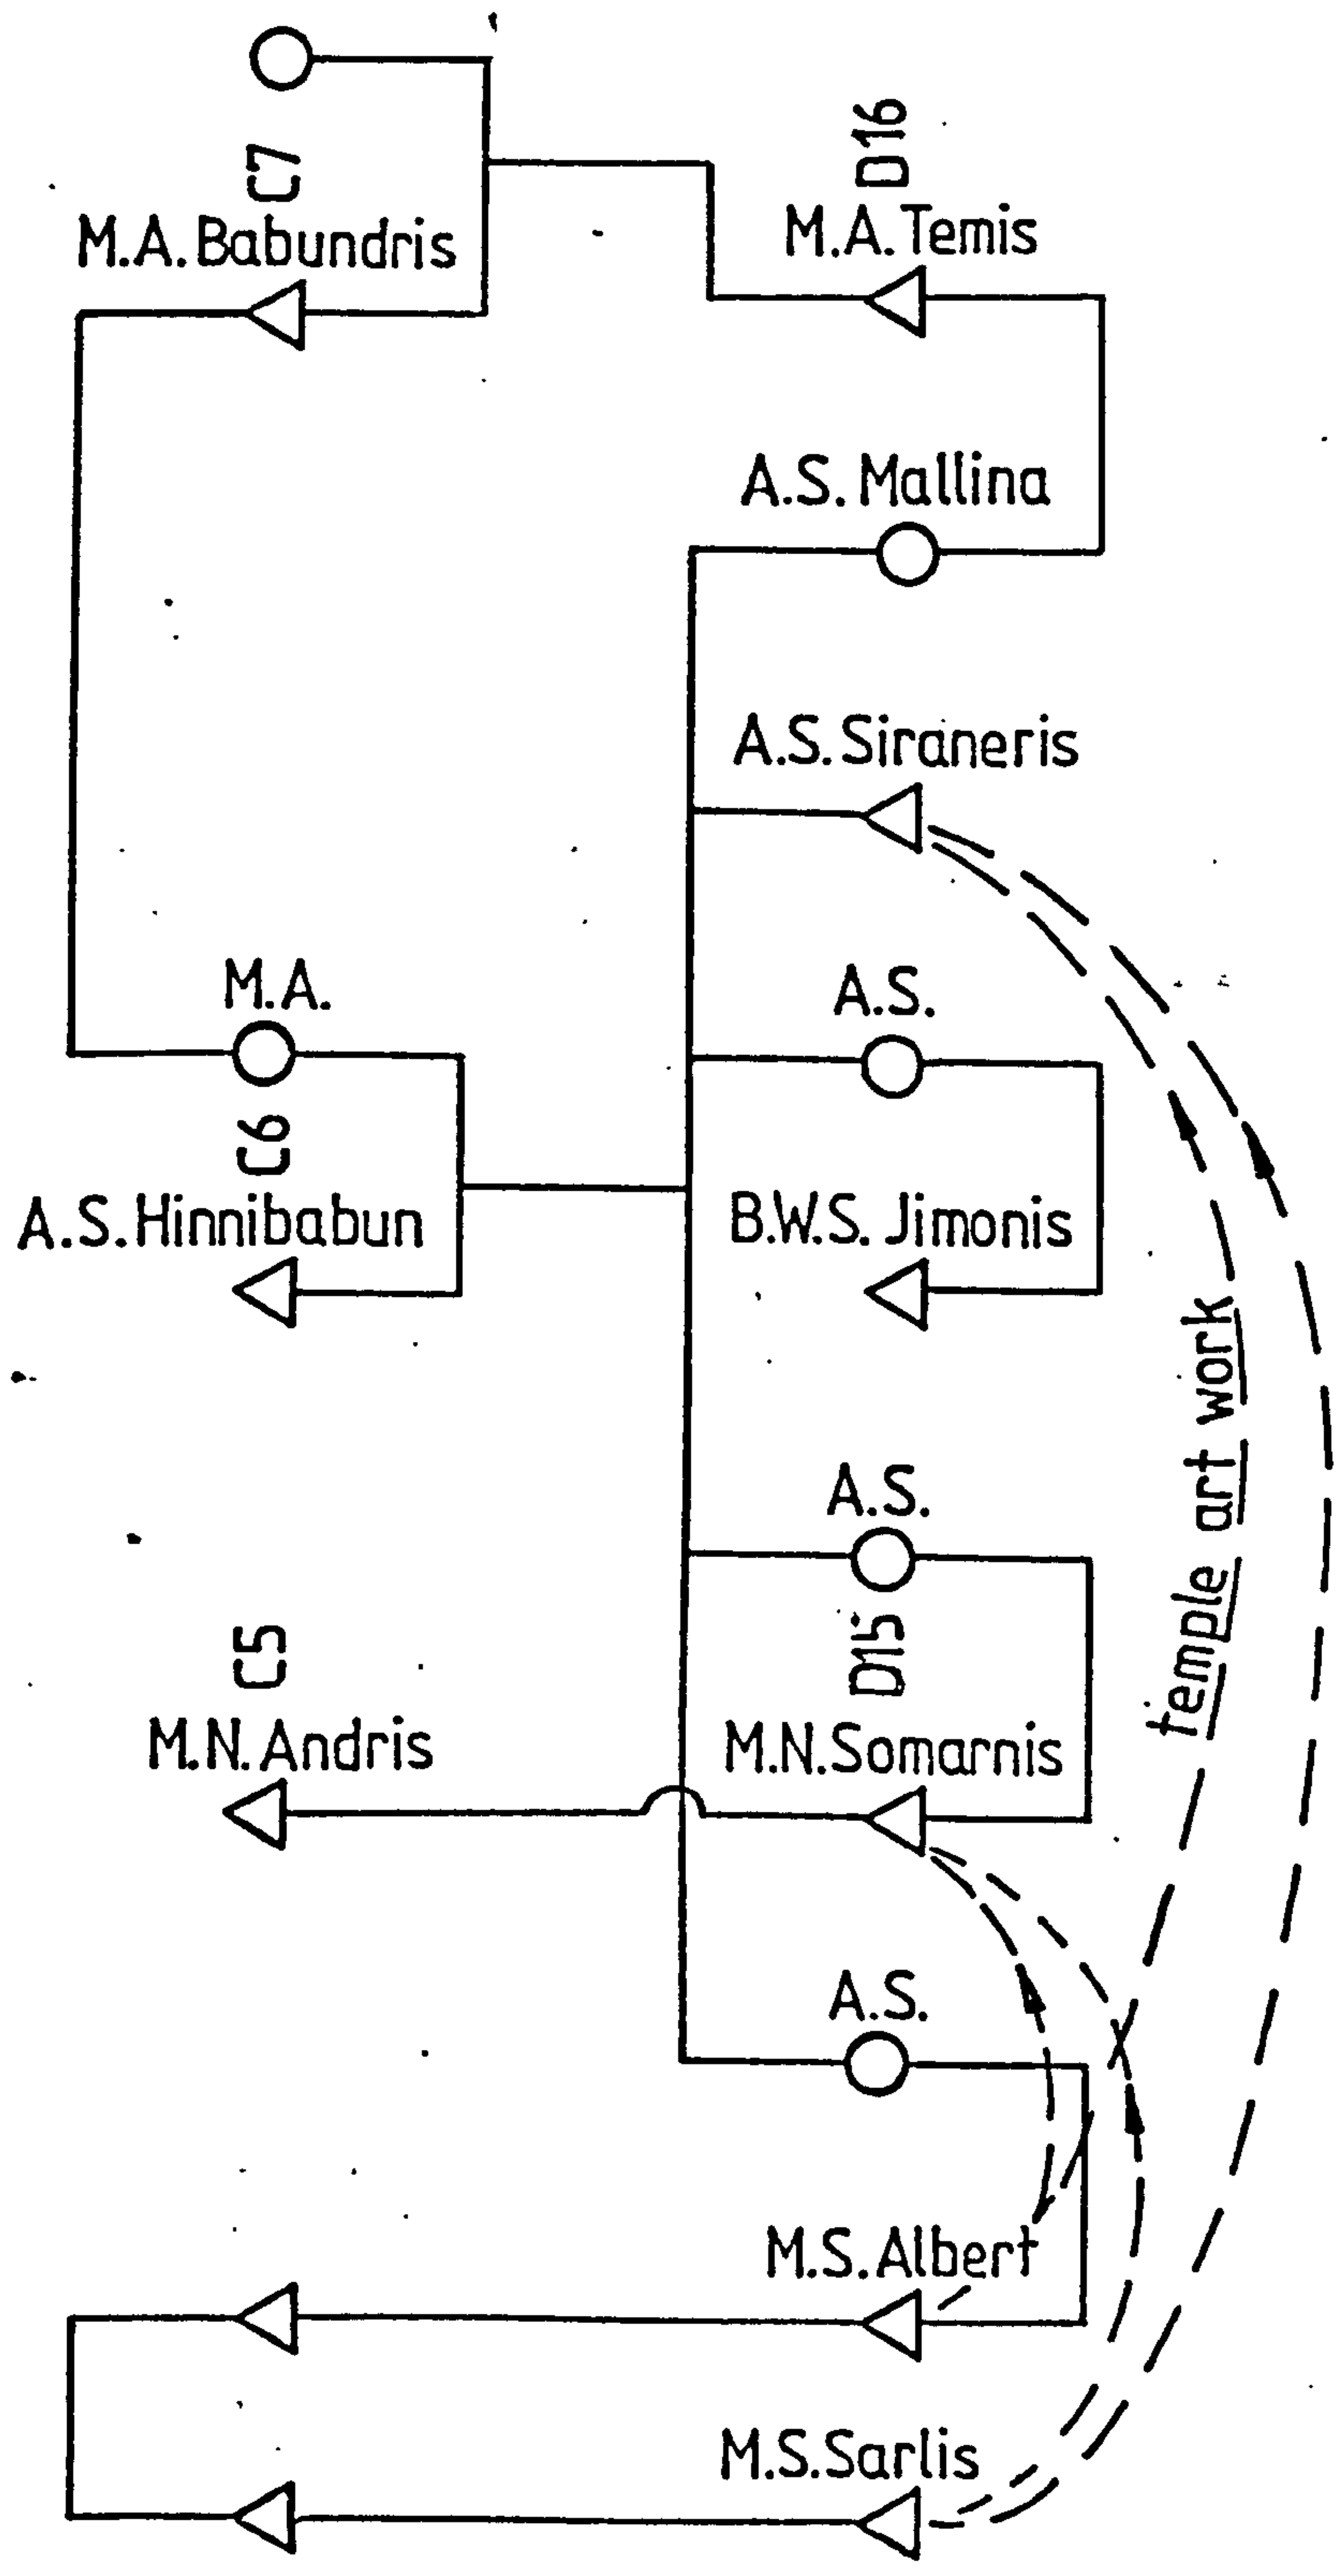 C7
D16
M.A. Babundris
M.A. Temis
A.S. Mallina
A.S. Siraneris
M.A.
A.S.
C6
A.S. Hinnibabun
B.W.S. Jimonis
temple art work
A.S.
C5
D15
M.N. Andris
M.N. Somarnis
A.S.
M.S. Albert
M.S. Sarlis